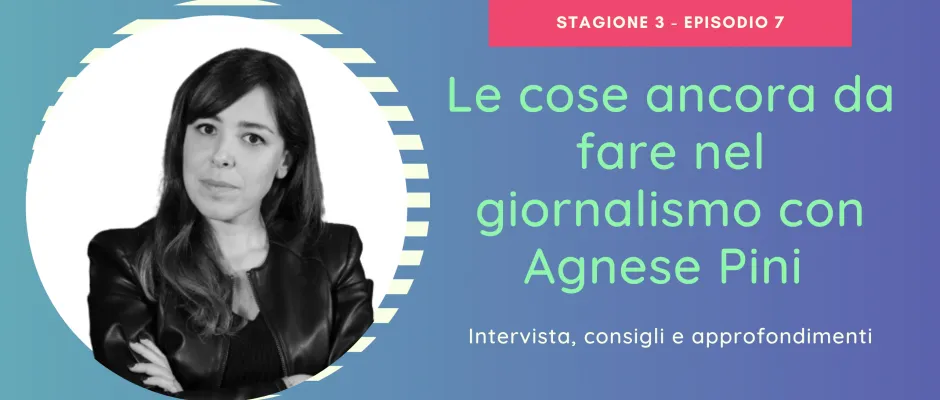 STAGIONE 3 - EPISODIO 7
Le cose ancora da
fare nel
giornalismo con
Agnese Pini
Intervista, consigli e approfondimenti